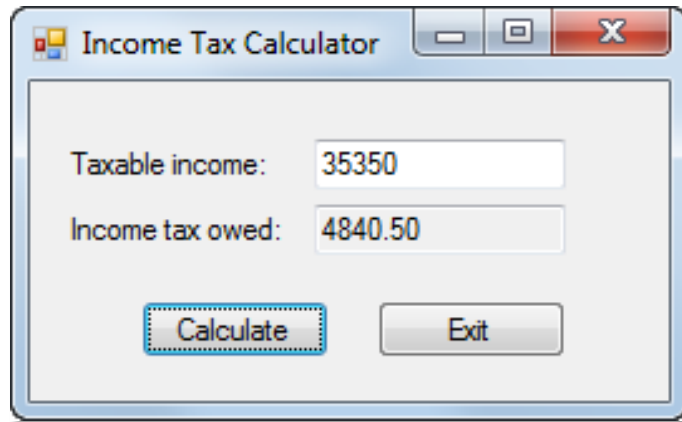 Income Tax Calculator
Taxable income: 35350
Income tax owed: 4840.50
Calculate Exit